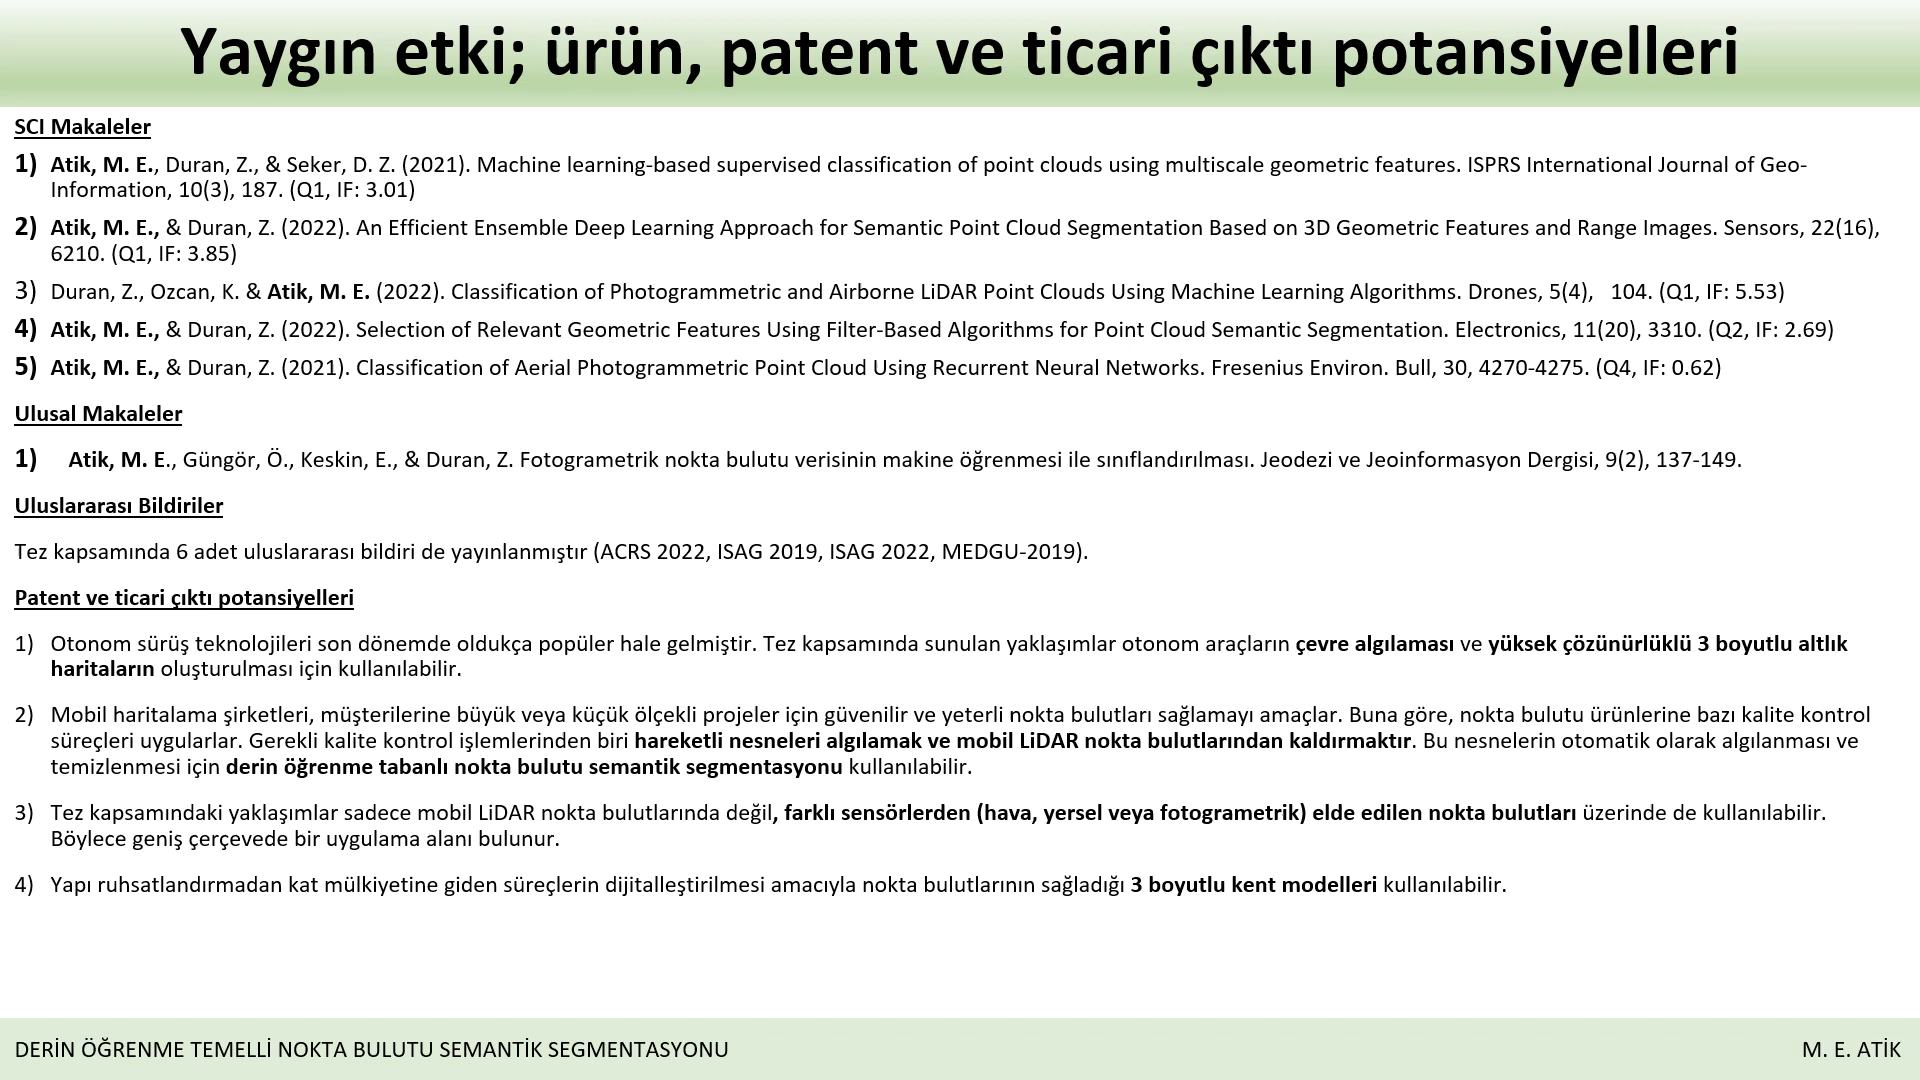 Yaygın etki; ürün, patent ve ticari çıktı potansiyelleri
SCI Makaleler
1) Atik, M. E., Duran, Z., & Seker, D. Z. (2021). Machine learning-based supervised classification of point clouds using multiscale geometric features. ISPRS International Journal of Geo-
Information, 10(3), 187. (Q1, IF: 3.01)
2) Atik, M. E., & Duran, Z. (2022). An Efficient Ensemble Deep Learning Approach for Semantic Point Cloud Segmentation Based on 3D Geometric Features and Range Images. Sensors, 22(16),
6210. (Q1, IF: 3.85)
3) Duran, Z., Ozcan, K. & Atik, M. E. (2022). Classification of Photogrammetric and Airborne LiDAR Point Clouds Using Machine Learning Algorithms. Drones, 5(4), 104. (Q1, IF: 5.53)
4) Atik, M. E., & Duran, Z. (2022). Selection of Relevant Geometric Features Using Filter-Based Algorithms for Point Cloud Semantic Segmentation. Electronics, 11(20), 3310. (Q2, IF: 2.69)
5) Atik, M. E., & Duran, Z. (2021). Classification of Aerial Photogrammetric Point Cloud Using Recurrent Neural Networks. Fresenius Environ. Bull, 30, 4270-4275. (Q4, IF: 0.62)
Ulusal Makaleler
1) Atik, M. E., Güngör, Ö., Keskin, E., & Duran, Z. Fotogrametrik nokta bulutu verisinin makine öğrenmesi ile sınıflandırılması. Jeodezi ve Jeoinformasyon Dergisi, 9(2), 137-149.
Uluslararası Bildiriler
Tez kapsamında 6 adet uluslararası bildiri de yayınlanmıştır (ACRS 2022, ISAG 2019, ISAG 2022, MEDGU-2019).
Patent ve ticari çıktı potansiyelleri
1) Otonom sürüş teknolojileri son dönemde oldukça popüler hale gelmiştir. Tez kapsamında sunulan yaklaşımlar otonom araçların çevre algılaması ve yüksek çözünürlüklü 3 boyutlu altlık
haritaların oluşturulması için kullanılabilir.
2) Mobil haritalama şirketleri, müşterilerine büyük veya küçük ölçekli projeler için güvenilir ve yeterli nokta bulutları sağlamayı amaçlar. Buna göre, nokta bulutu ürünlerine bazı kalite kontrol
süreçleri uygularlar. Gerekli kalite kontrol işlemlerinden biri hareketli nesneleri algılamak ve mobil LiDAR nokta bulutlarından kaldırmaktır. Bu nesnelerin otomatik olarak algılanması ve
temizlenmesi için derin öğrenme tabanlı nokta bulutu semantik segmentasyonu kullanılabilir.
3) Tez kapsamındaki yaklaşımlar sadece mobil LiDAR nokta bulutlarında değil, farklı sensörlerden (hava, yersel veya fotogrametrik) elde edilen nokta bulutları üzerinde de kullanılabilir.
Böylece geniş çerçevede bir uygulama alanı bulunur.
4) Yapı ruhsatlandırmadan kat mülkiyetine giden süreçlerin dijitalleştirilmesi amacıyla nokta bulutlarının sağladığı 3 boyutlu kent modelleri kullanılabilir.
DERİN ÖĞRENME TEMELLİ NOKTA BULUTU SEMANTİK SEGMENTASYONU
M. E. ATİK